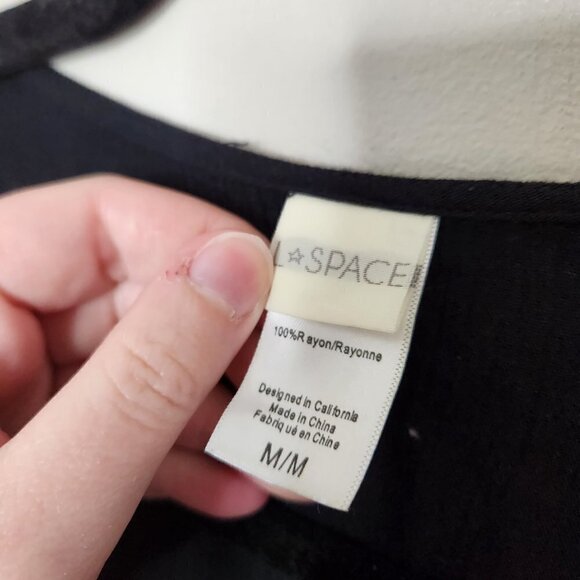 L☆SPACE
100%Rayon/Rayonne
Designed in California
Made in China
Fabriqué en Chine
M/M